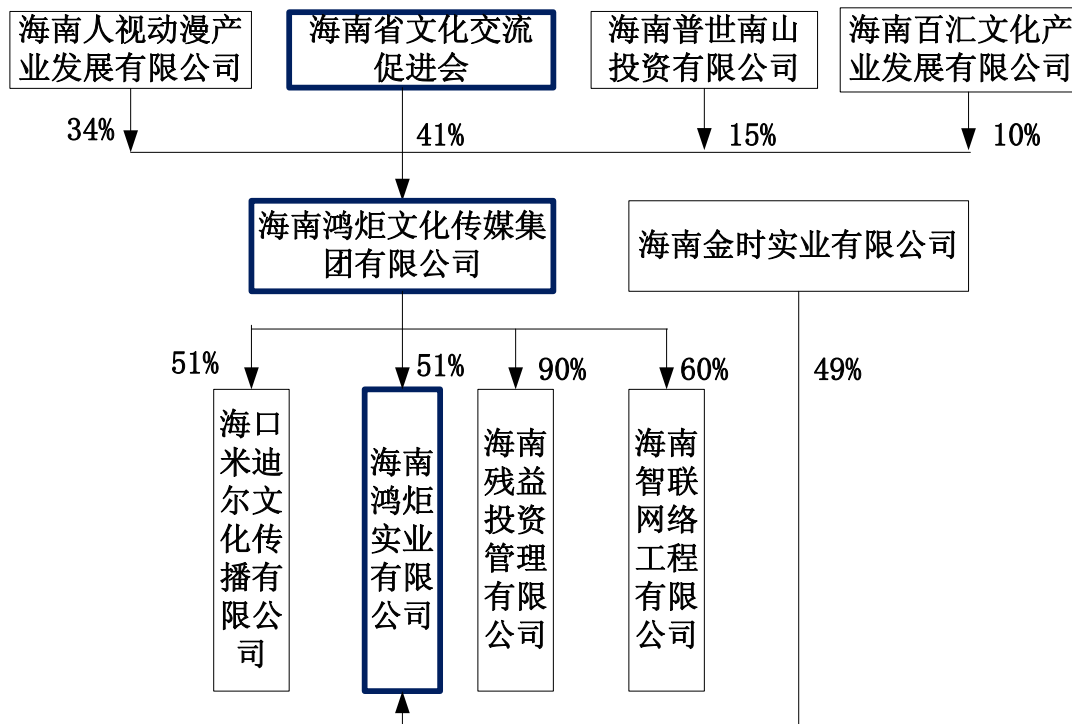 海南人视动漫产
业发展有限公司
海南省文化交流
促进会
海南普世南山
投资有限公司
海南百汇文化产
业发展有限公司
34%
41%
15%
10%
海南鸿炬文化传媒集
团有限公司
海南金时实业有限公司
51%
51%
90%
60%
49%
海口
米迪
尔文
化传
播有
限公
司
海南
鸿炬
实业
有限
公司
海南
残益
投资
管理
有限
公司
海南
智联
网络
工程
有限
公司